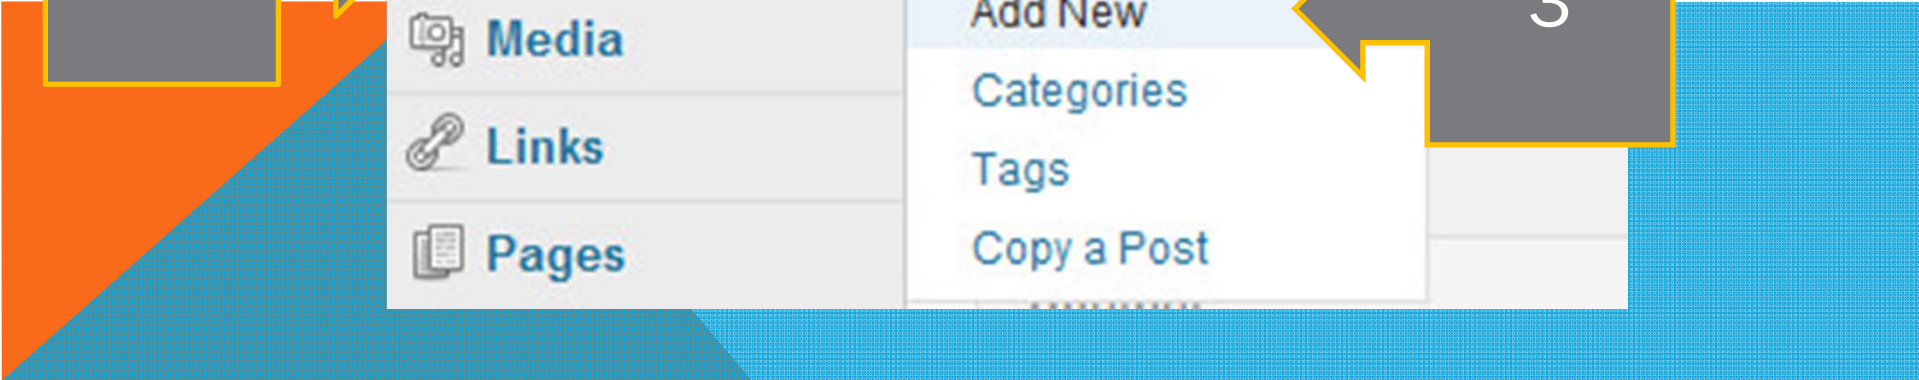 Add New
Media
Categories
Links
Tags
Copy a Post
Pages